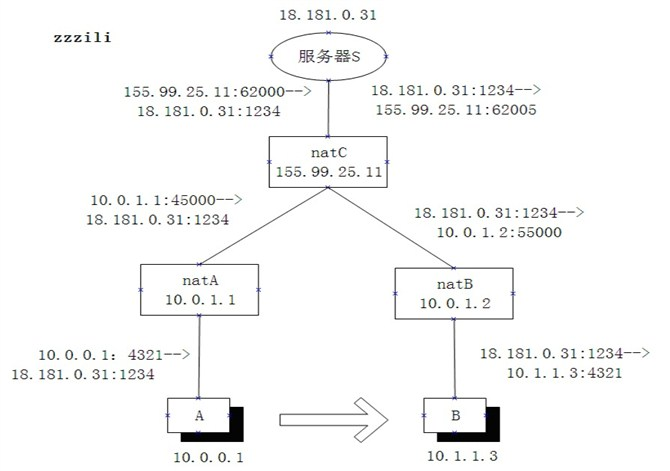 18.181.0.31
zzzili
服务器S
155.99.25.11:62000-->
18.181.0.31:1234
18.181.0.31:1234-->
155.99.25.11:62005
natC
155.99.25.11
10.0.1.1:45000-->
18.181.0.31:1234
18.181.0.31:1234-->
10.0.1.2:55000
natA
10.0.1.1
natB
10.0.1.2
10.0.0.1: 4321-->
18.181.0.31:1234
18.181.0.31:1234-->
10.1.1.3:4321
A
B
10.0.0.1
10.1.1.3